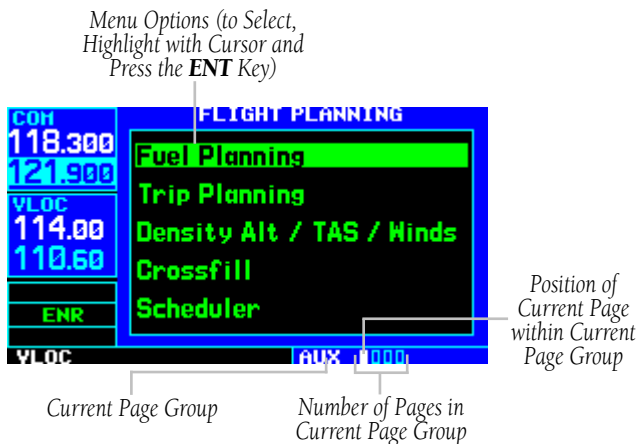 Menu Options (to Select,
Highlight with Cursor and
Press the ENT Key)
FLIGHT PLANNING
COM
118.300
121.900
VLOC
114.00
110.60
ENR
VLOC
Fuel Planning
Trip Planning
Density Alt / TAS / Winds
Crossfill
Scheduler
AUX
Position of
Current Page
within Current
Page Group
Current Page Group
Number of Pages in
Current Page Group